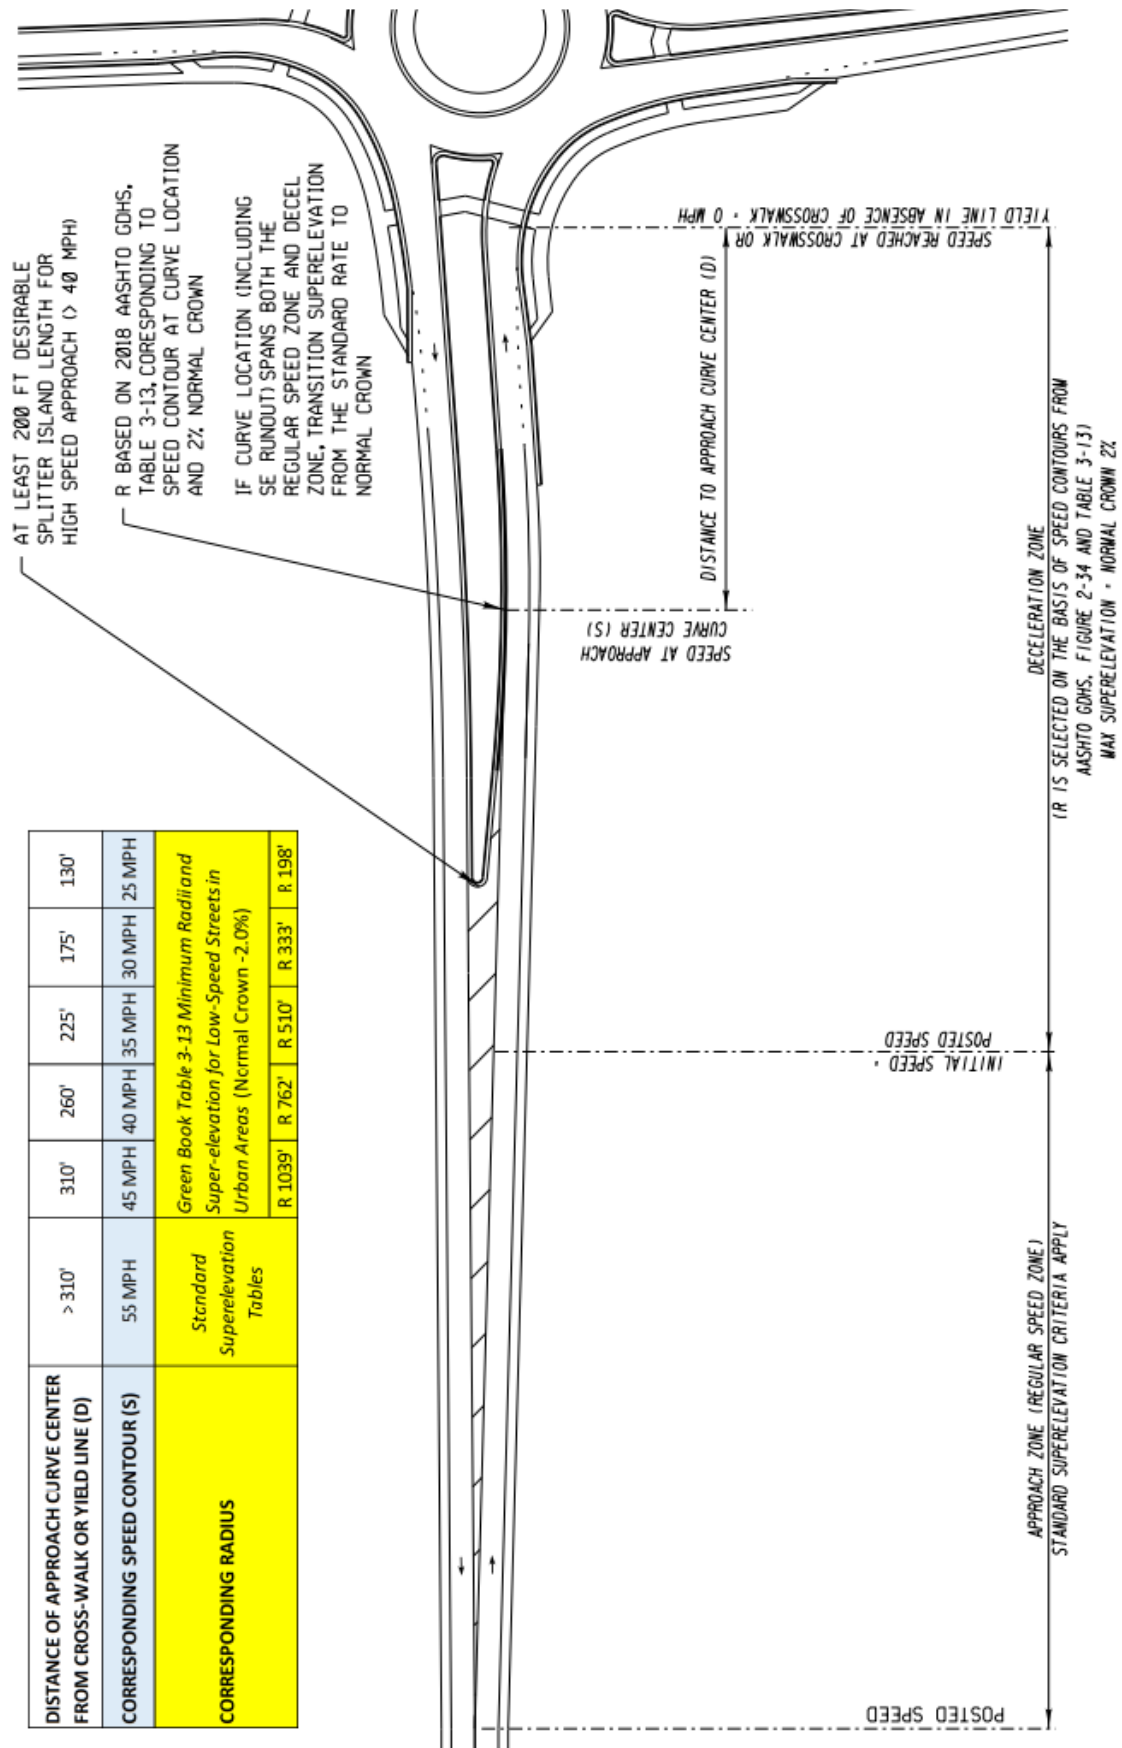 DISTANCE OF APPROACH CURVE CENTER
FROM CROSS-WALK OR YIELD LINE (D)
> 310'
310'
260'
225'
175'
130'
CORRESPONDING SPEED CONTOUR (S)
55 MPH
45 MPH
40 MPH
35 MPH
30 MPH
25 MPH
CORRESPONDING RADIUS
Standard
Superelevation
Tables
Green Book Table 3-13 Minimum Radii and
Super-elevation for Low-Speed Streets in
Urban Areas (Normal Crown -2.0%)
R 1039'
R 762'
R 510'
R 333'
R 198'
AT LEAST 200 FT DESIRABLE
SPLITTER ISLAND LENGTH FOR
HIGH SPEED APPROACH (> 40 MPH)
R BASED ON 2018 AASHTO GDHS,
TABLE 3-13, CORESPONDING TO
SPEED CONTOUR AT CURVE LOCATION
AND 2% NORMAL CROWN
IF CURVE LOCATION (INCLUDING
SE RUNOUT) SPANS BOTH THE
REGULAR SPEED ZONE AND DECEL
ZONE, TRANSITION SUPERELEVATION
FROM THE STANDARD RATE TO
NORMAL CROWN
SPEED REACHED AT CROSSWALK OR
YIELD LINE IN ABSENCE OF CROSSWALK = 0 MPH
DISTANCE TO APPROACH CURVE CENTER (D)
SPEED AT APPROACH
CURVE CENTER (S)
INITIAL SPEED =
POSTED SPEED
POSTED SPEED
APPROACH ZONE (REGULAR SPEED ZONE)
STANDARD SUPERELEVATION CRITERIA APPLY
DECELERATION ZONE
(R IS SELECTED ON THE BASIS OF SPEED CONTOURS FROM
AASHTO GDHS, FIGURE 2-34 AND TABLE 3-13)
MAX SUPERELEVATION = NORMAL CROWN 2%